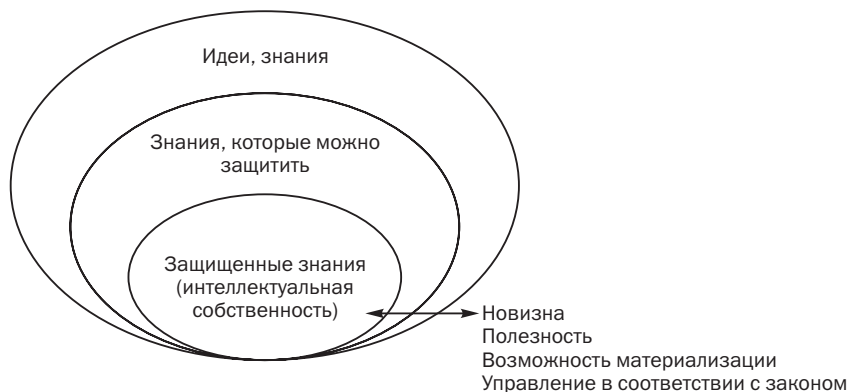 Идеи, знания
Знания, которые можно
защитить
Защищенные знания
(интеллектуальная
собственность)
Новизна
Полезность
Возможность материализации
Управление в соответствии с законом